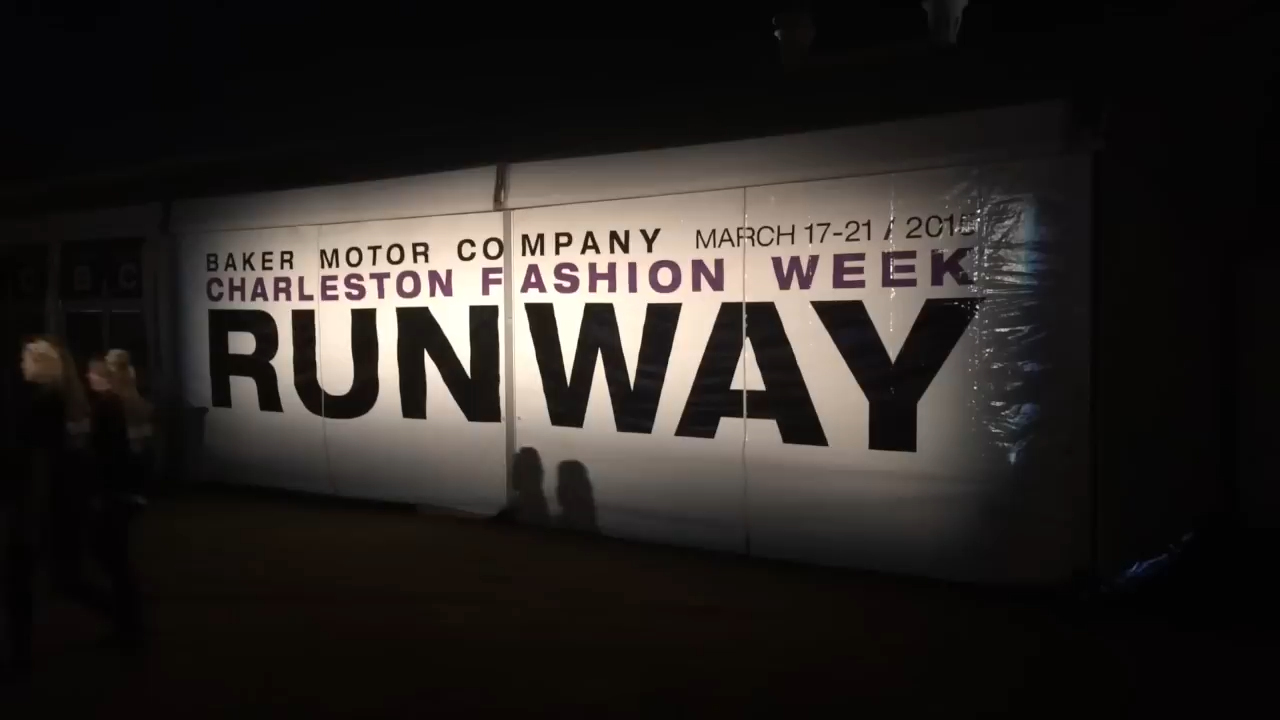 BAKER MOTOR COMPANY MARCH 17-21 / 2015
CHARLESTON FASHION WEEK
RUNWAY